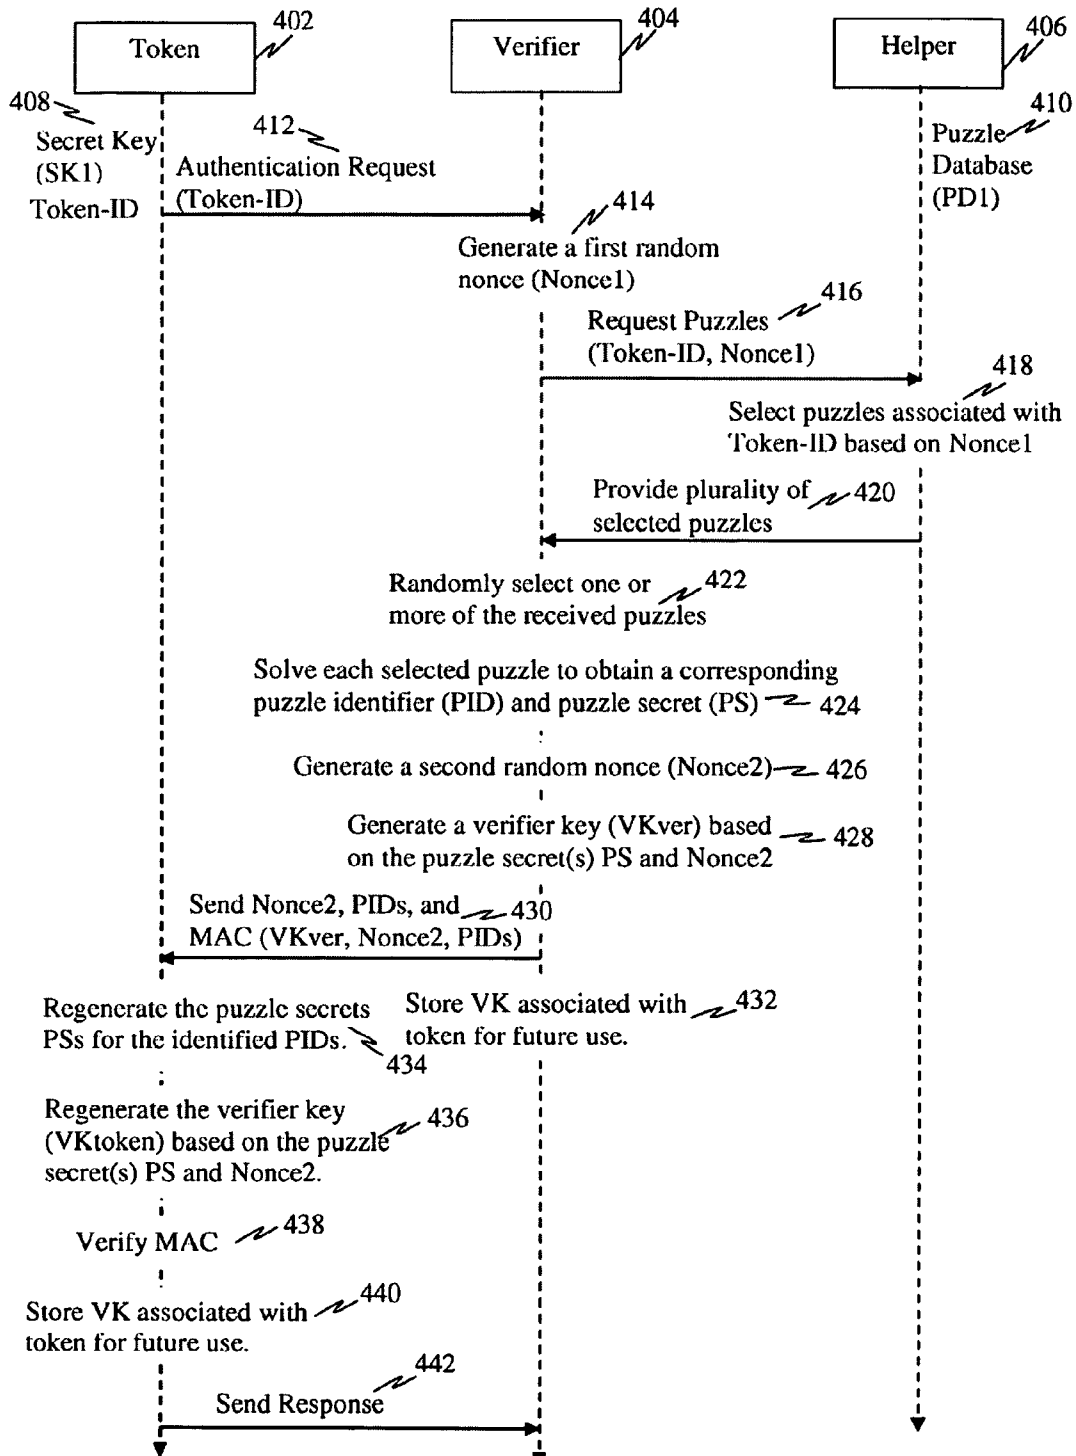 Token
402
Verifier
404
Helper
406
408
Secret Key
(SK1)
Token-ID
410
Puzzle
Database
(PD1)
412
Authentication Request
(Token-ID)
414
Generate a first random
nonce (Nonce1)
416
Request Puzzles
(Token-ID, Nonce1)
418
Select puzzles associated with
Token-ID based on Nonce1
Provide plurality of
selected puzzles
420
Randomly select one or
more of the received puzzles
422
Solve each selected puzzle to obtain a corresponding
puzzle identifier (PID) and puzzle secret (PS)
424
Generate a second random nonce (Nonce2)
426
Generate a verifier key (VKver) based
on the puzzle secret(s) PS and Nonce2
428
Send Nonce2, PIDs, and
MAC (VKver, Nonce2, PIDs)
430
Regenerate the puzzle secrets
PSs for the identified PIDs.
434
Store VK associated with
token for future use.
432
Regenerate the verifier key
(VKtoken) based on the puzzle
secret(s) PS and Nonce2.
436
Verify MAC
438
Store VK associated with
token for future use.
440
442
Send Response